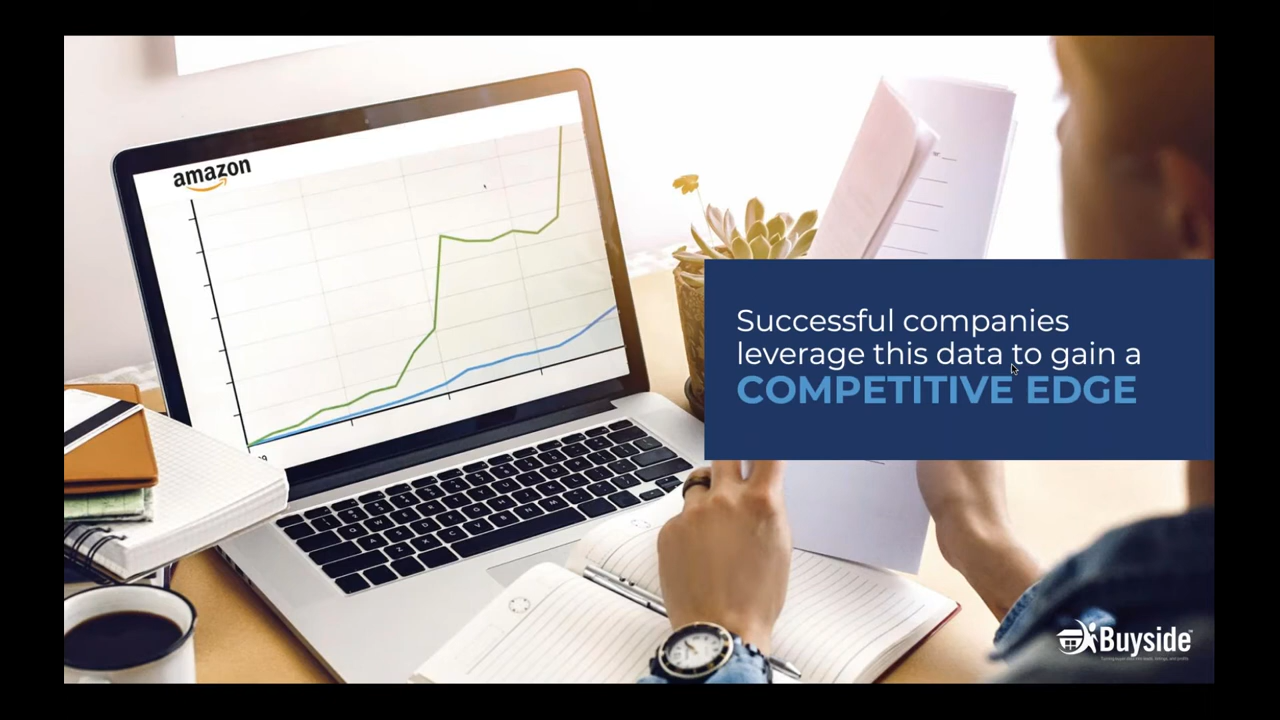 amazon
Successful companies
leverage this data to gain a
COMPETITIVE EDGE
Buyside